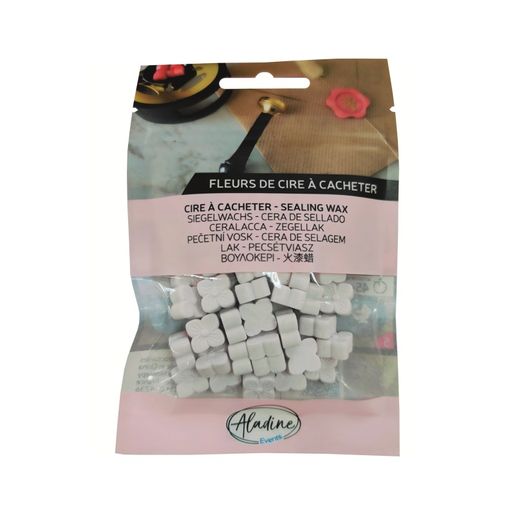 FLEURS DE CIRE À CACHETER
CIRE À CACHETER - SEALING WAX
SIEGELWACHS - CERA DE SELLADO
CERALACCA - ZEGELLAK
PEČETNÍ VOSK - CERA DE SELAGEM
LAK - PECSÉTVIASZ
ΒΟΥΛΟΚΕΡΙ - 火漆蜡
Aladine
Events